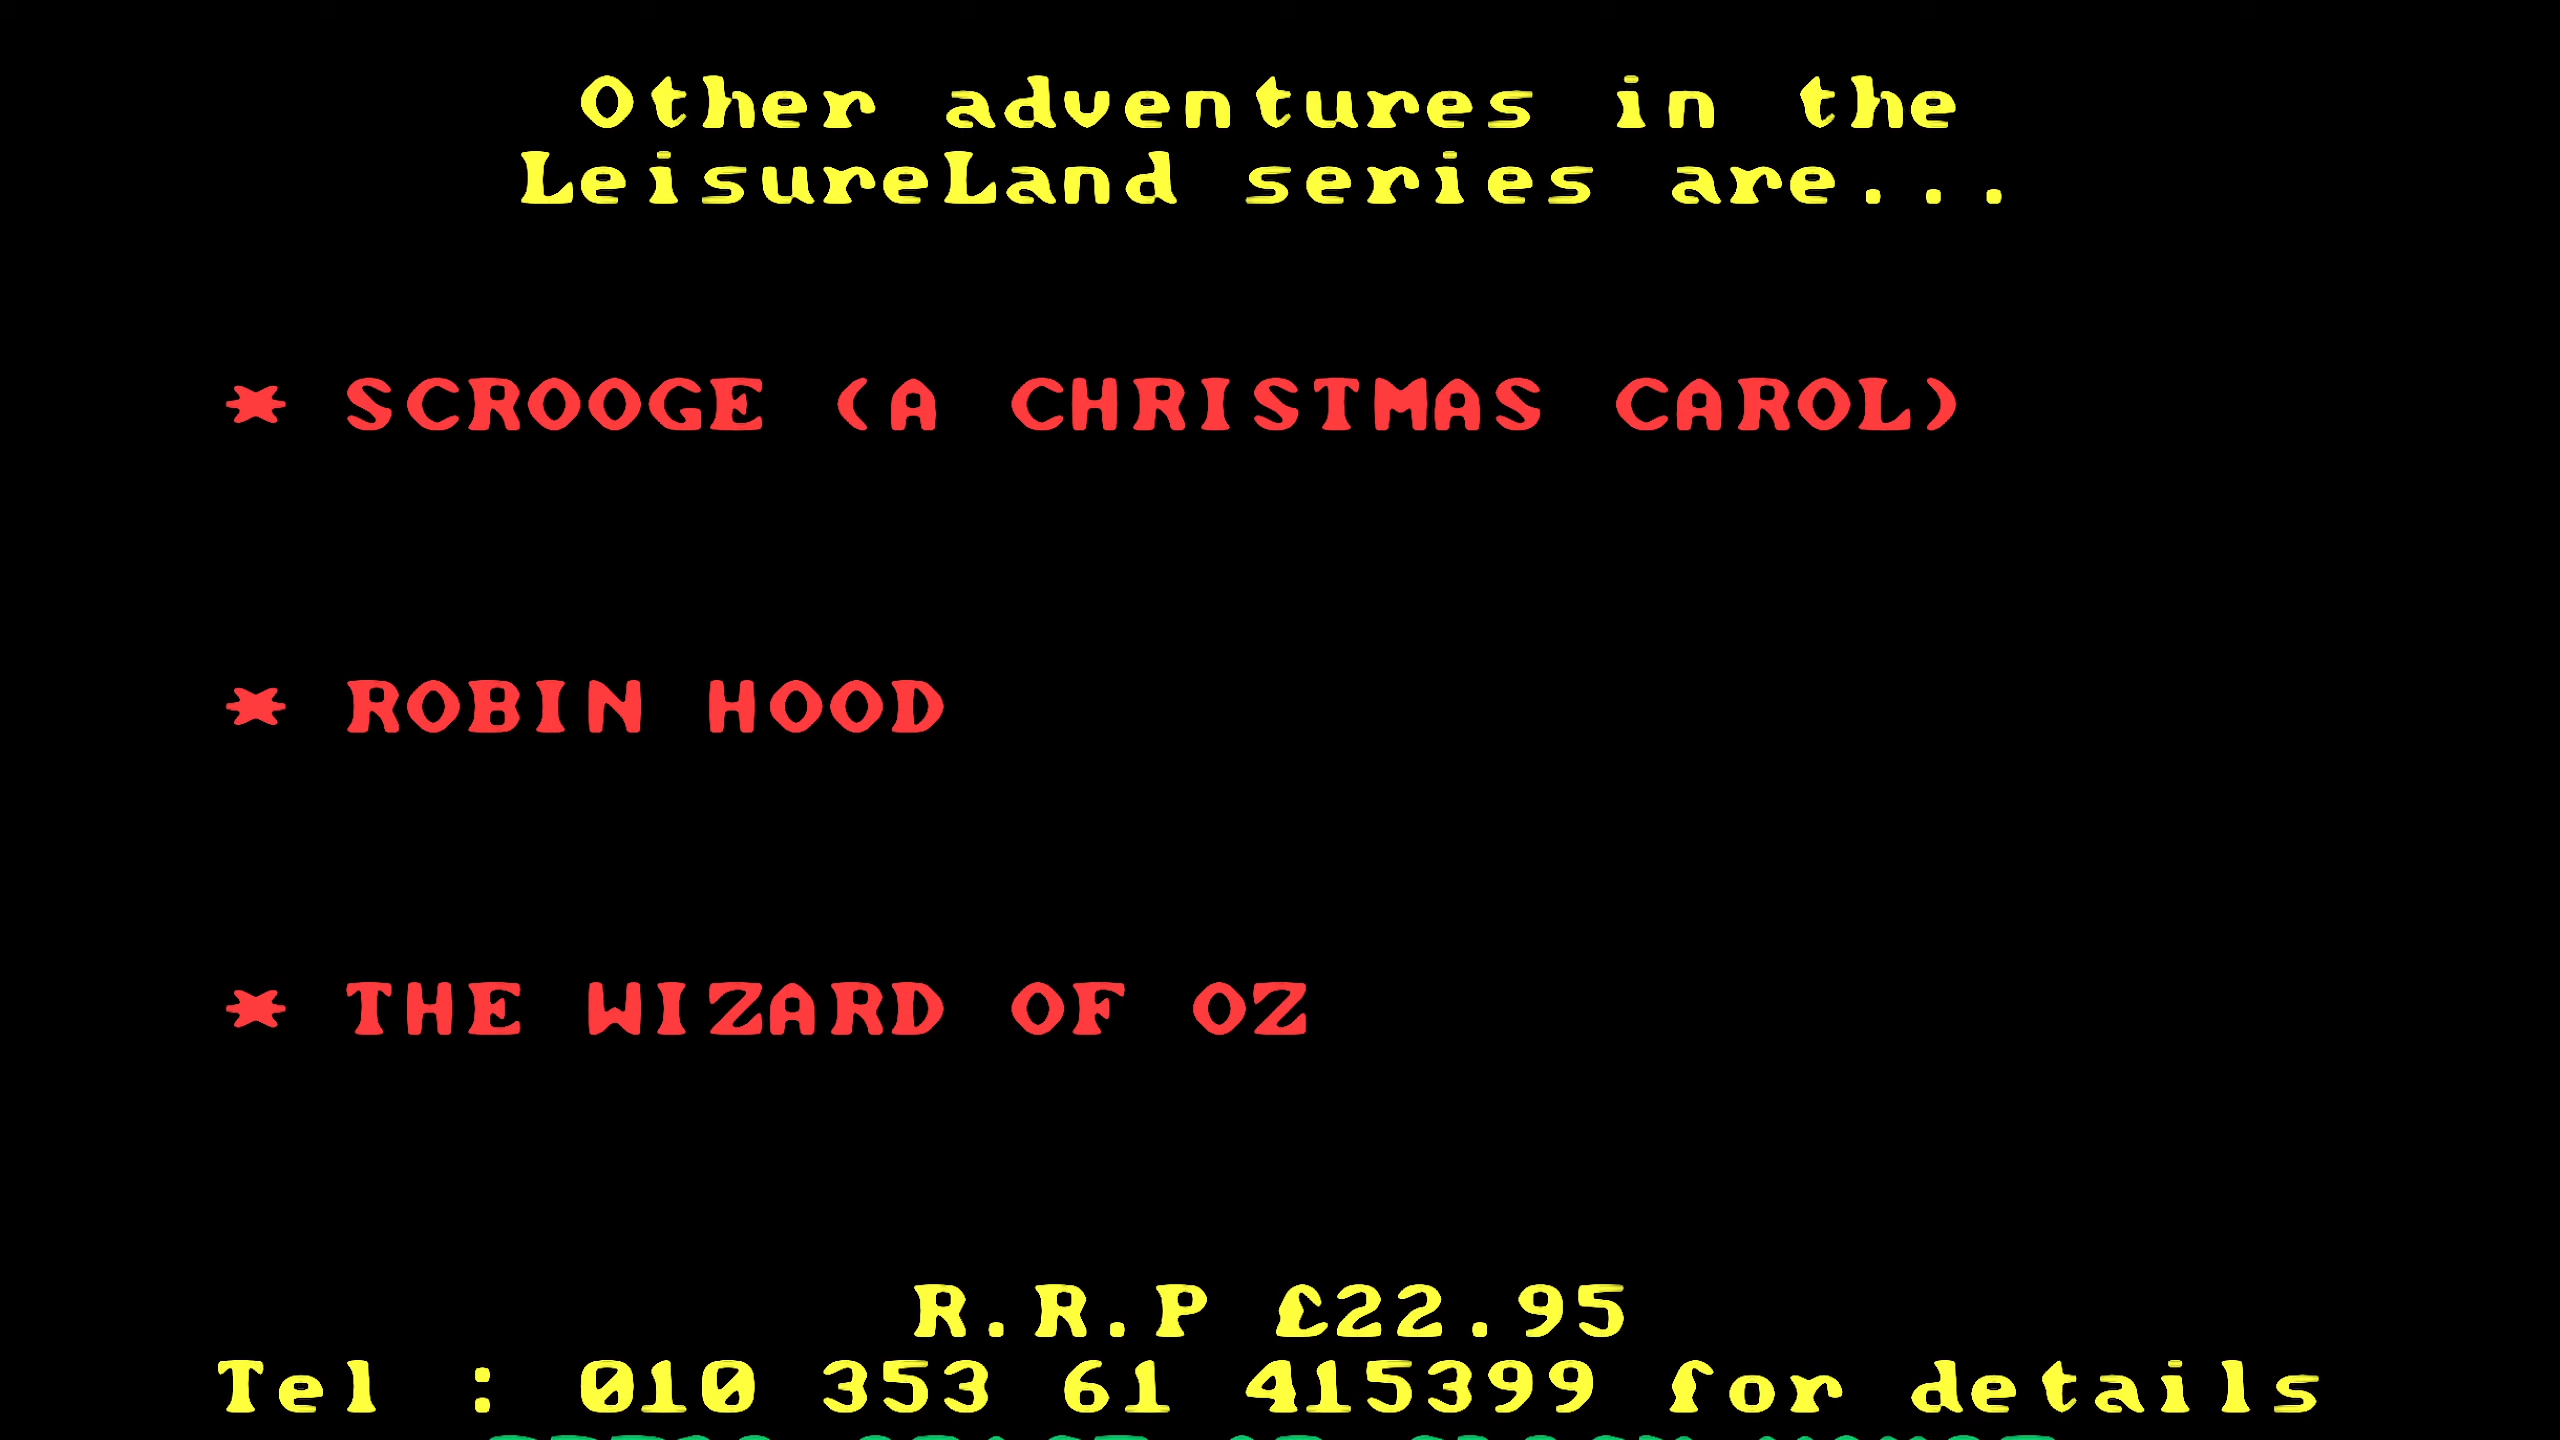 Other adventures in the
LeisureLand series are...
* SCROOGE (A CHRISTMAS CAROL)
* ROBIN HOOD
* THE WIZARD OF OZ
R.R.P £22.95
Tel : 010 353 61 415399 for details